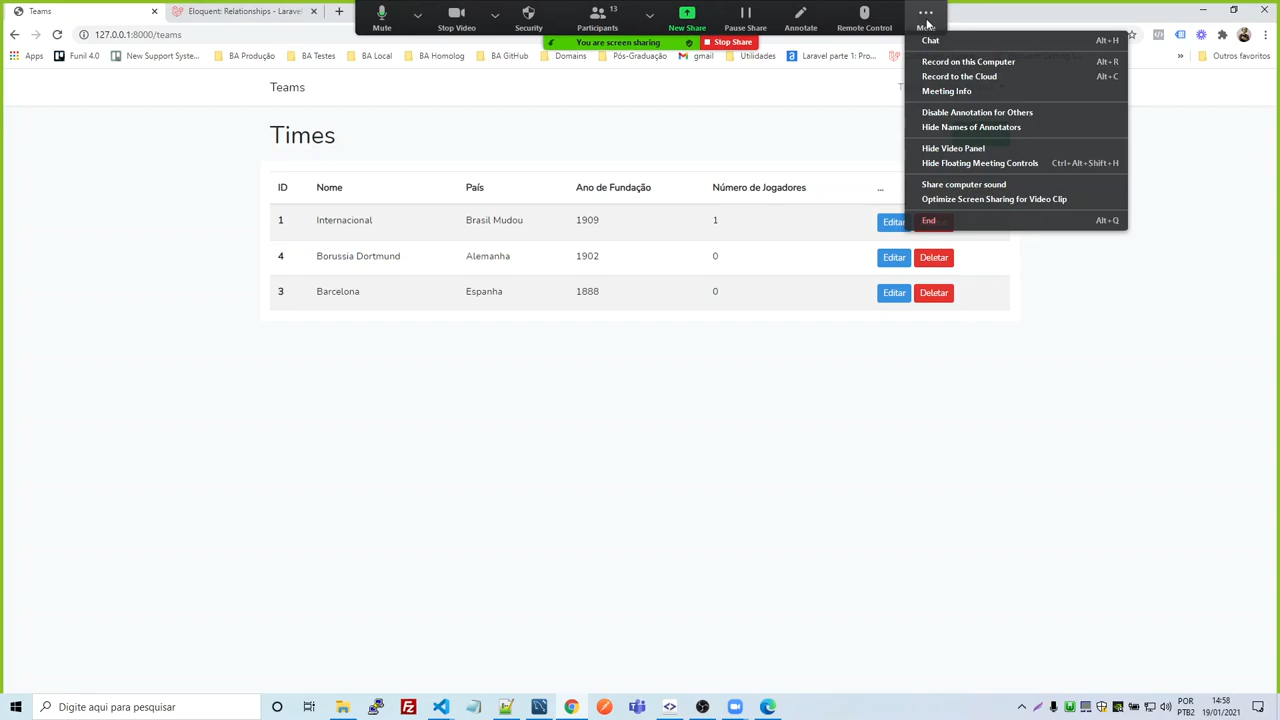 Teams
Eloquent: Relationships - Laravel
Mute
Stop Video
Security
13
Participants
New Share
Pause Share
Annotate
Remote Control
127.0.0.1:8000/teams
You are screen sharing
Stop Share
Apps
Funil 4.0
New Support Syste...
BA Produção
BA Testes
BA Local
BA Homolog
BA GitHub
Domains
Pós-Graduação
gmail
Utilidades
Laravel parte 1: Pro...
»
Outros favoritos
Chat Alt+H
Record on this Computer Alt+R
Record to the Cloud Alt+C
Meeting Info
Disable Annotation for Others
Hide Names of Annotators
Hide Video Panel
Hide Floating Meeting Controls Ctrl+Alt+Shift+H
Share computer sound
Optimize Screen Sharing for Video Clip
End Alt+Q
Teams
Times
ID Nome País Ano de Fundação Número de Jogadores ...
1 Internacional Brasil Mudou 1909 1 Editar
4 Borussia Dortmund Alemanha 1902 0 Editar Deletar
3 Barcelona Espanha 1888 0 Editar Deletar
Digite aqui para pesquisar
POR
PTB2
14:58
19/01/2021